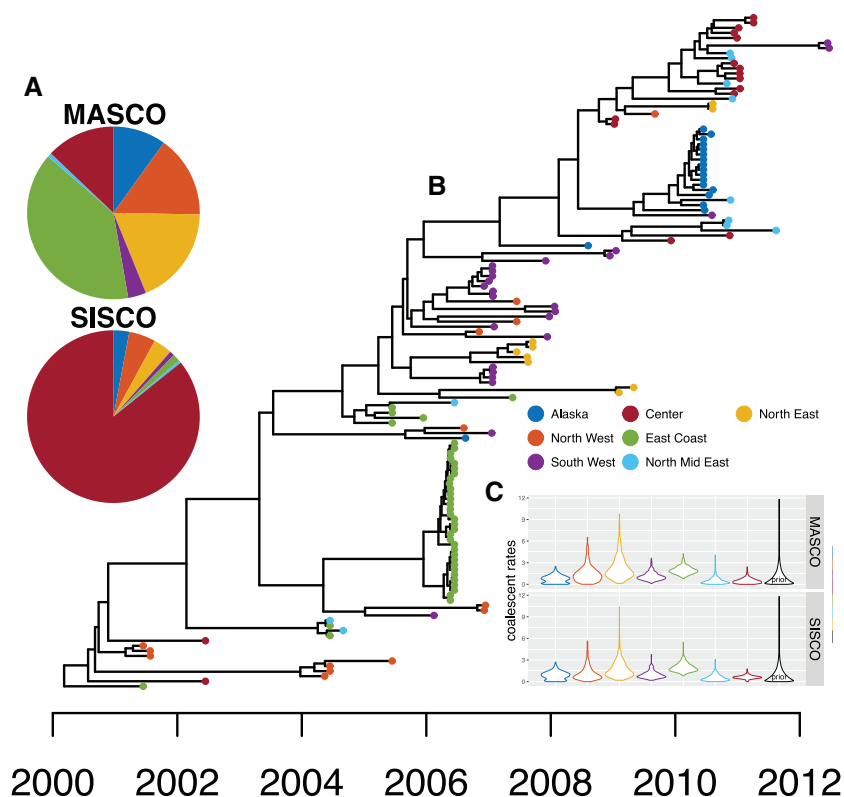 A
MASCO
SISCO
B
Alaska
Center
North East
North West
East Coast
South West
North Mid East
C
coalescent rates
12
9
6
3
0
prior
MASCO
12
9
6
3
0
prior
SISCO
2000 2002 2004 2006 2008 2010 2012